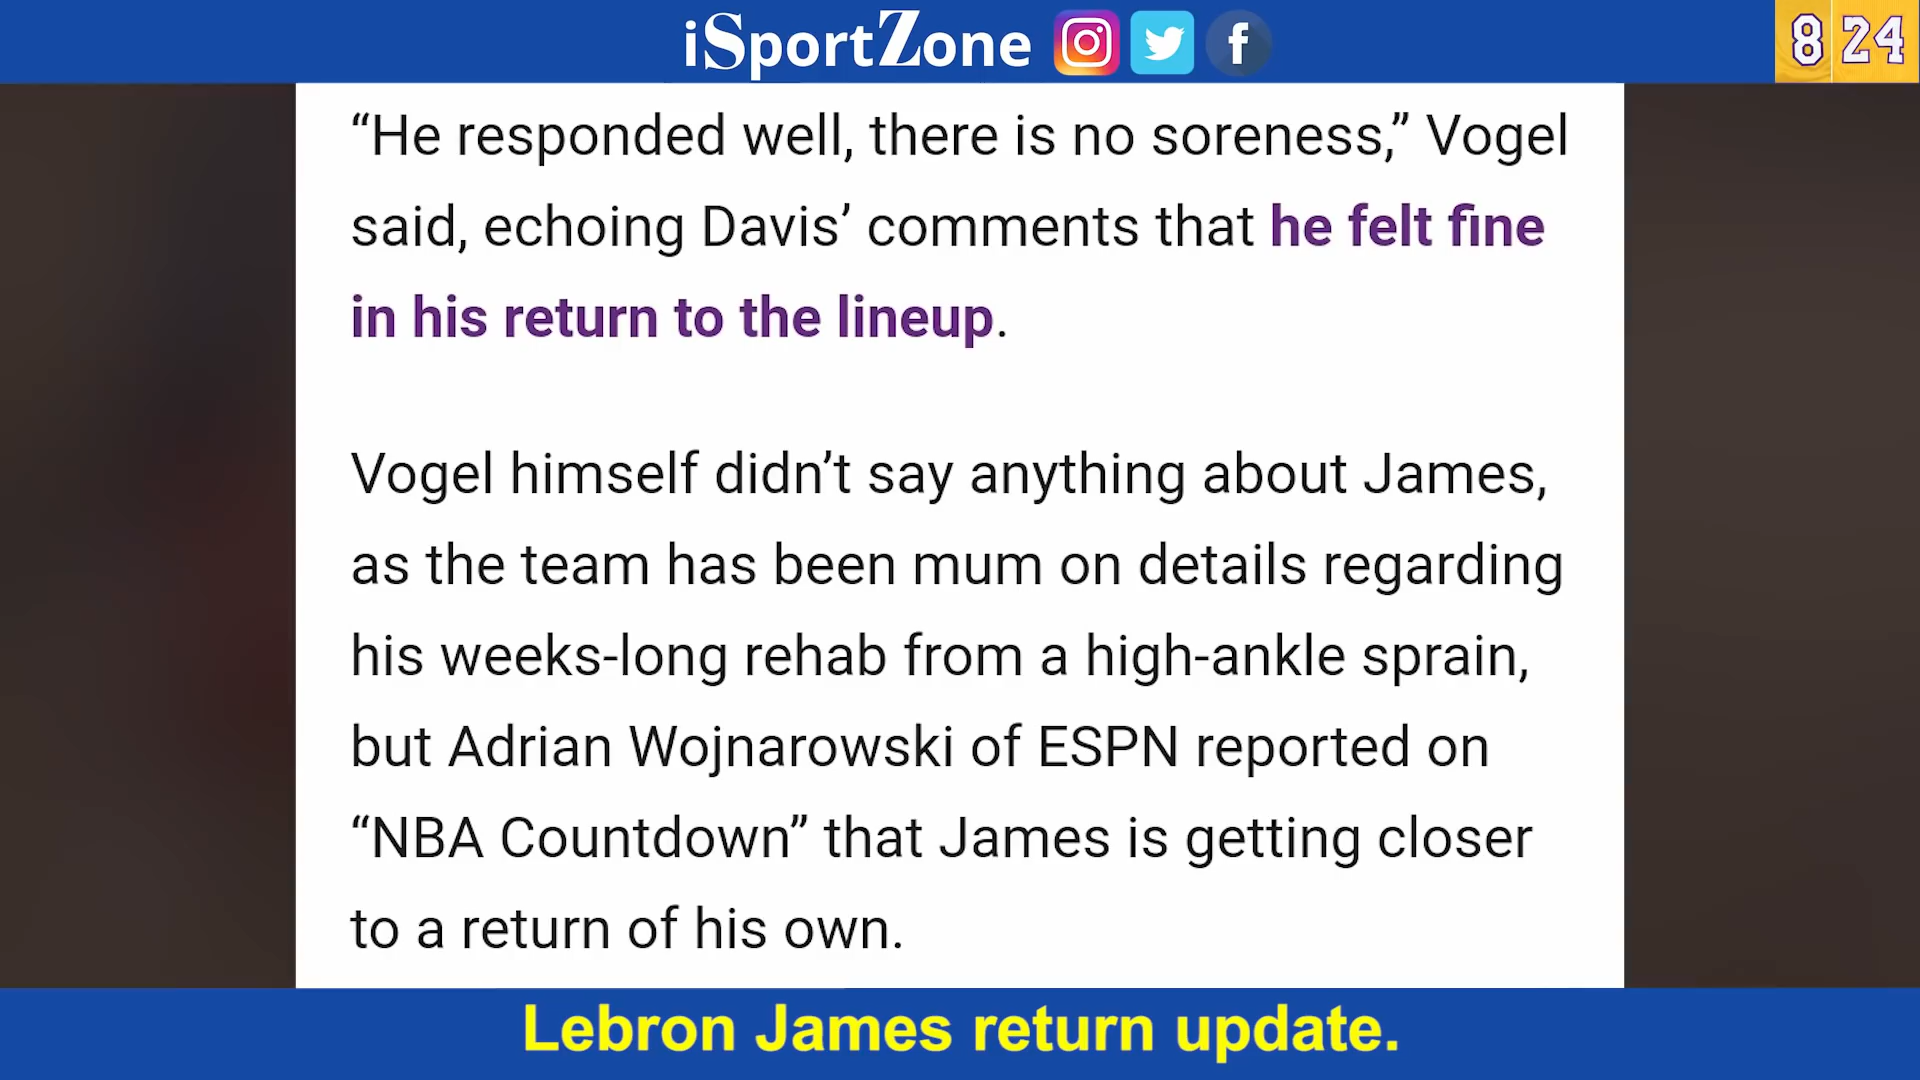 iSportZone
8 24
“He responded well, there is no soreness,” Vogel
said, echoing Davis’ comments that he felt fine
in his return to the lineup.
Vogel himself didn’t say anything about James,
as the team has been mum on details regarding
his weeks-long rehab from a high-ankle sprain,
but Adrian Wojnarowski of ESPN reported on
“NBA Countdown” that James is getting closer
to a return of his own.
Lebron James return update.